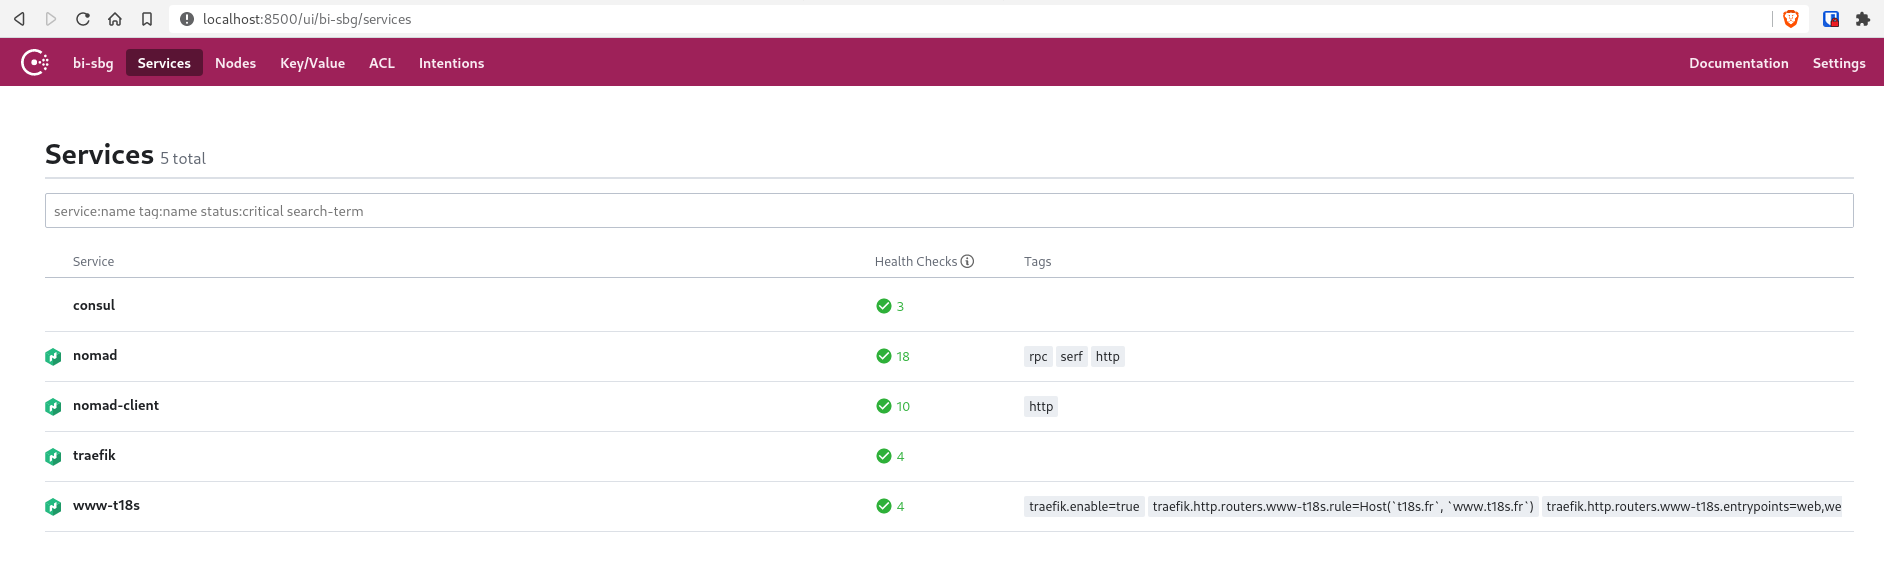 localhost:8500/ui/bi-sbg/services
bi-sbg Services Nodes Key/Value ACL Intentions Documentation Settings
Services 5 total
service:name tag:name status:critical search-term
Service Health Checks Tags
consul 3
nomad 18 rpc serf http
nomad-client 10 http
traefik 4
www-t18s 4 traefik.enable=true traefik.http.routers.www-t18s.rule=Host(`t18s.fr`, `www.t18s.fr`) traefik.http.routers.www-t18s.entrypoints=web,we